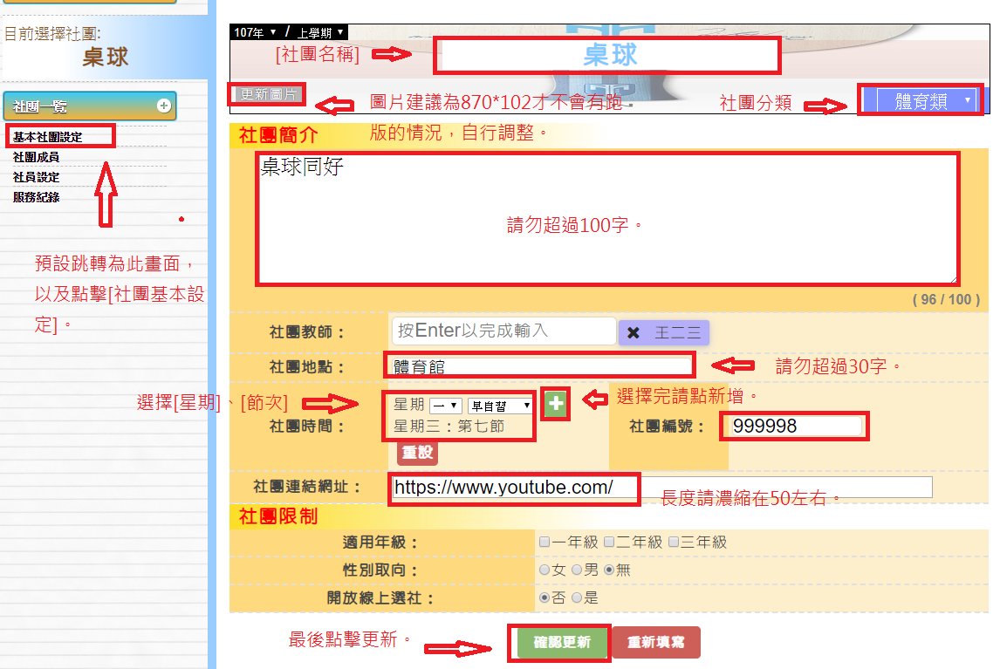 目前選擇社團:
桌球
社團一覽
基本社團設定
社團成員
社員設定
服務紀錄
預設跳轉為此畫面，
以及點擊[社團基本設
定]。
107年 / 上學期
[社團名稱]
桌球
更新圖片
圖片建議為870*102才不會有跑
版的情況，自行調整。
社團分類
體育類
社團簡介
桌球同好
請勿超過100字。
( 96 / 100 )
社團教師：
按Enter以完成輸入
王二三
社團地點：
體育館
請勿超過30字。
選擇[星期]、[節次]
社團時間：
星期 一 早自習
星期三：第七節
重設
選擇完請點新增。
社團編號：
999998
社團連結網址：
https://www.youtube.com/
長度請濃縮在50左右。
社團限制
適用年級：
一年級 二年級 三年級
性別取向：
女 男 無
開放線上選社：
否 是
最後點擊更新。
確認更新
重新填寫